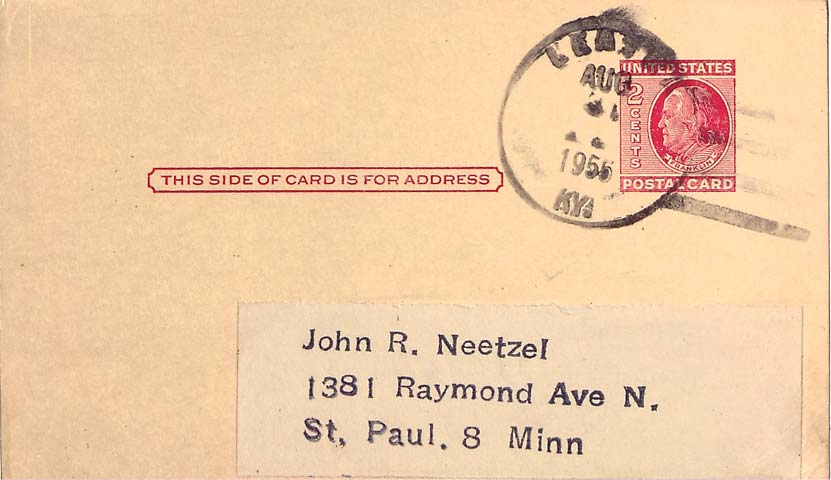 AUG
1955
KY.
UNITED STATES
2 CENTS
FRANKLIN
POSTAL CARD
THIS SIDE OF CARD IS FOR ADDRESS
John R. Neetzel
1381 Raymond Ave N.
St, Paul. 8 Minn